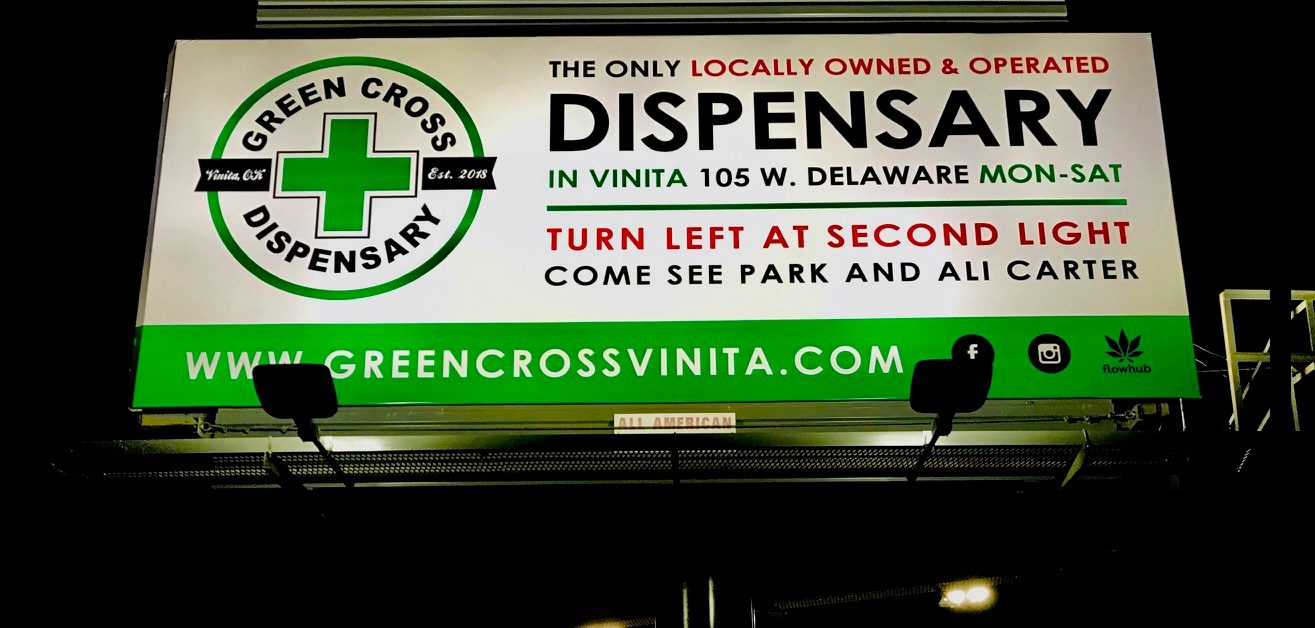 GREEN CROSS
Vinita, OK
Est. 2018
DISPENSARY
THE ONLY LOCALLY OWNED & OPERATED
DISPENSARY
IN VINITA 105 W. DELAWARE MON-SAT
TURN LEFT AT SECOND LIGHT
COME SEE PARK AND ALI CARTER
WWW.GREENCROSSVINITA.COM
f
flowhub
ALL AMERICAN